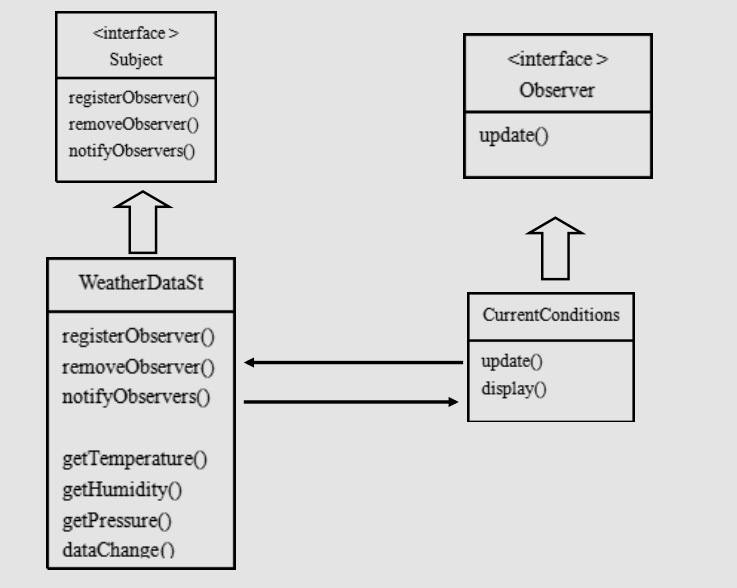 <interface >
Subject
registerObserver()
removeObserver()
notifyObservers()
<interface >
Observer
update()
WeatherDataSt
registerObserver()
removeObserver()
notifyObservers()
getTemperature()
getHumidity()
getPressure()
dataChange()
CurrentConditions
update()
display()